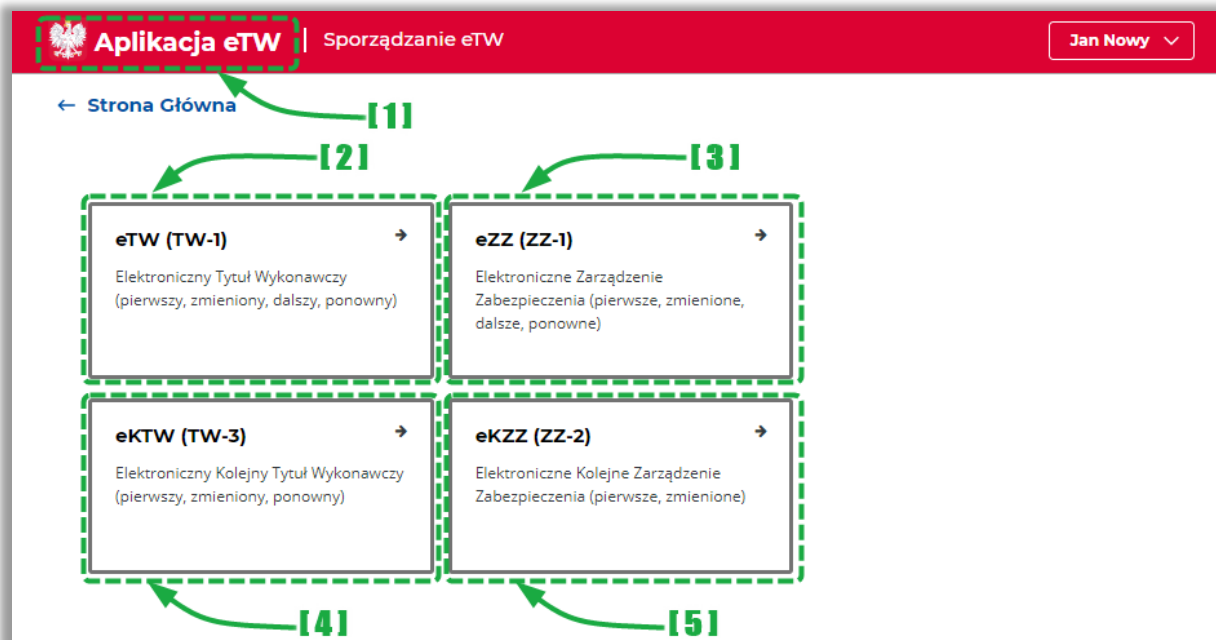 Aplikacja eTW | Sporządzanie eTW
Jan Nowy
← Strona Główna
[1]
[2]
[3]
eTW (TW-1)
Elektroniczny Tytuł Wykonawczy
(pierwszy, zmieniony, dalszy, ponowny)
eZZ (ZZ-1)
Elektroniczne Zarządzenie
Zabezpieczenia (pierwsze, zmienione,
dalsze, ponowne)
eKTW (TW-3)
Elektroniczny Kolejny Tytuł Wykonawczy
(pierwszy, zmieniony, ponowny)
eKZZ (ZZ-2)
Elektroniczne Kolejne Zarządzenie
Zabezpieczenia (pierwsze, zmienione)
[4]
[5]